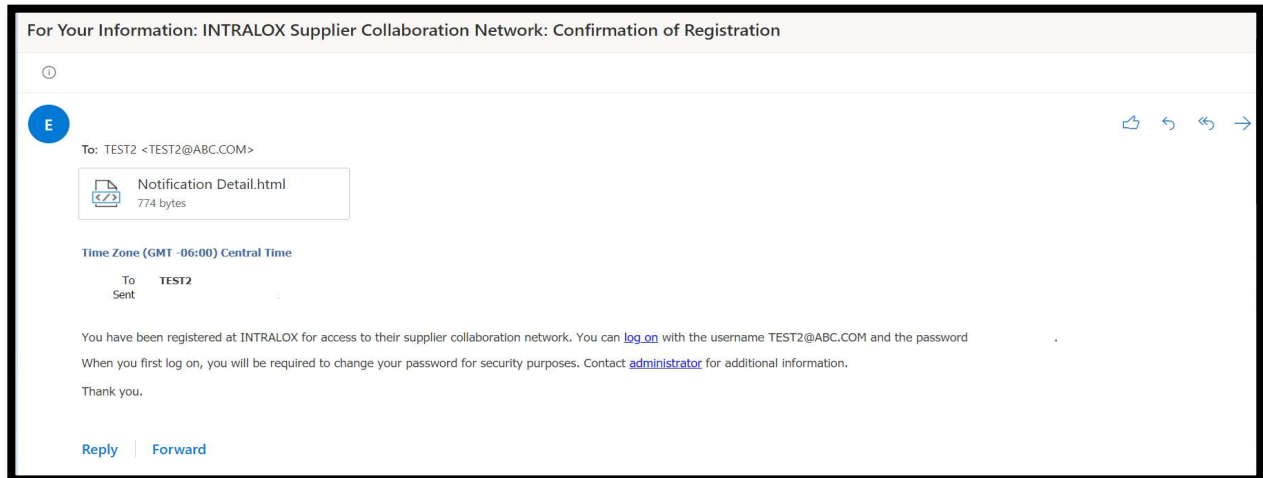 For Your Information: INTRALOX Supplier Collaboration Network: Confirmation of Registration
E
To: TEST2 <TEST2@ABC.COM>
Notification Detail.html
774 bytes
Time Zone (GMT -06:00) Central Time
To TEST2
Sent
You have been registered at INTRALOX for access to their supplier collaboration network. You can log on with the username TEST2@ABC.COM and the password .
When you first log on, you will be required to change your password for security purposes. Contact administrator for additional information.
Thank you.
Reply Forward